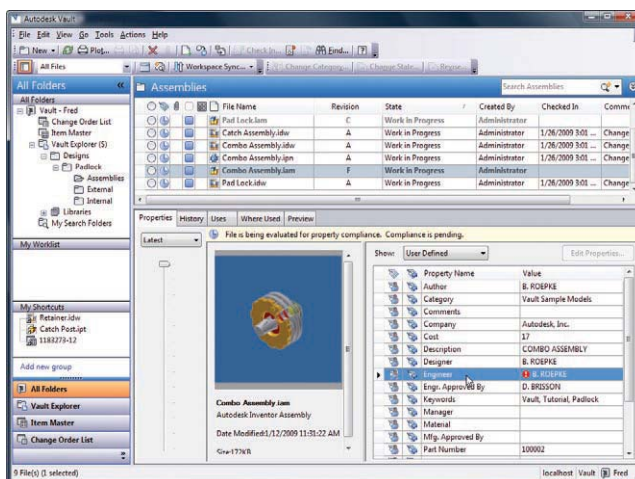 Autodesk Vault
File Edit View Go Tools Actions Help
New Plot... Check In... Find...
All Files Workspace Sync... Change Category... Change State... Revise...
All Folders « Assemblies Search Assemblies
All Folders
Vault - Fred
Change Order List
Item Master
Vault Explorer ($)
Designs
Padlock
Assemblies
External
Internal
Libraries
My Search Folders
My Worklist
My Shortcuts
Retainer.idw
Catch Post.ipt
1183273-12
Add new group
All Folders
Vault Explorer
Item Master
Change Order List
File Name Revision State Created By Checked In Comme
Pad Lock.iam C Work in Progress Administrator
Catch Assembly.idw A Work in Progress Administrator 1/26/2009 3:01 ... Change
Combo Assembly.idw A Work in Progress Administrator 1/26/2009 3:01 ... Change
Combo Assembly.ipn A Work in Progress Administrator 1/26/2009 3:01 ... Change
Combo Assembly.iam F Work in Progress Administrator
Pad Lock.idw A Work in Progress Administrator 1/26/2009 3:01 ... Change
Properties History Uses Where Used Preview
Latest
File is being evaluated for property compliance. Compliance is pending.
Combo Assembly.iam
Autodesk Inventor Assembly
Date Modified:1/12/2009 11:31:22 AM
Size:172KB
Show: User Defined Edit Properties...
Property Name Value
Author B. ROEPKE
Category Vault Sample Models
Comments
Company Autodesk, Inc.
Cost 17
Description COMBO ASSEMBLY
Designer B. ROEPKE
Engineer B. ROEPKE
Engr. Approved By D. BRISSON
Keywords Vault, Tutorial, Padlock
Manager
Material
Mfg. Approved By
Part Number 100002
9 File(s) (1 selected) localhost Vault Fred